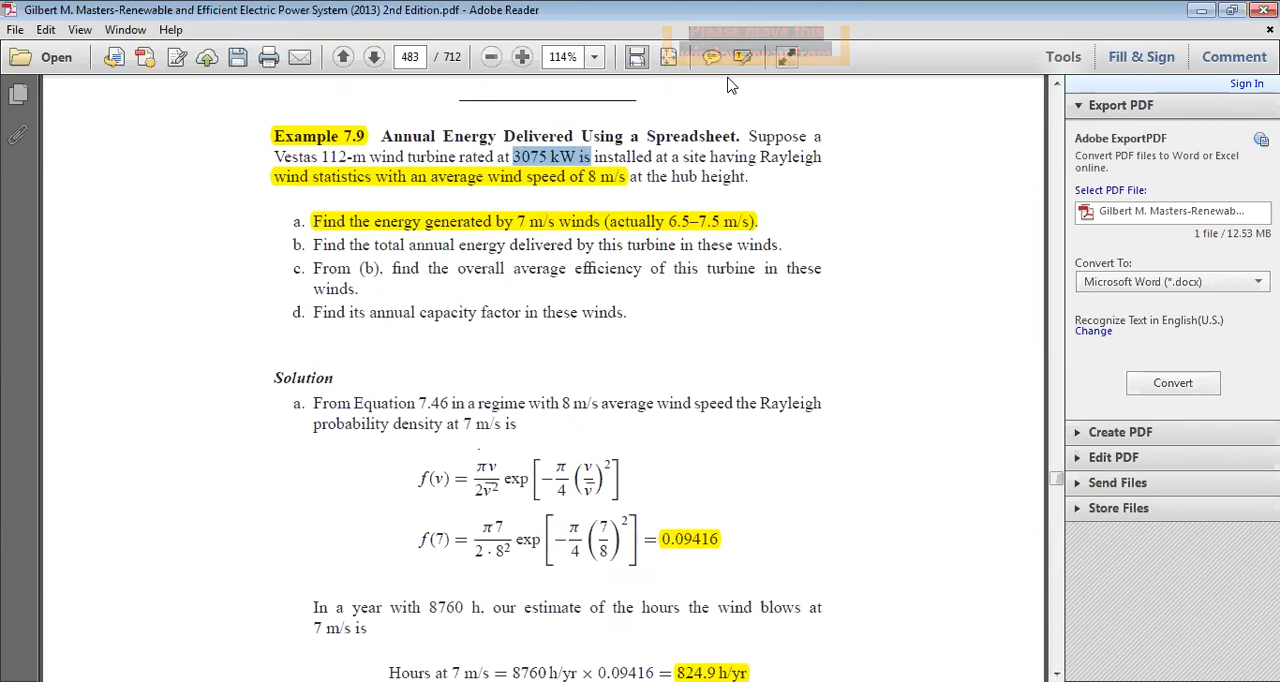 Gilbert M. Masters-Renewable and Efficient Electric Power System (2013) 2nd Edition.pdf - Adobe Reader
File Edit View Window Help
Open 483 / 712 114% Tools Fill & Sign Comment
Please move this
Sign In
Export PDF
Adobe ExportPDF
Convert PDF files to Word or Excel
online.
Select PDF File:
Gilbert M. Masters-Renewab...
1 file / 12.53 MB
Convert To:
Microsoft Word (*.docx)
Recognize Text in English(U.S.)
Change
Convert
Create PDF
Edit PDF
Send Files
Store Files
Example 7.9 Annual Energy Delivered Using a Spreadsheet. Suppose a
Vestas 112-m wind turbine rated at 3075 kW is installed at a site having Rayleigh
wind statistics with an average wind speed of 8 m/s at the hub height.
a. Find the energy generated by 7 m/s winds (actually 6.5–7.5 m/s).
b. Find the total annual energy delivered by this turbine in these winds.
c. From (b), find the overall average efficiency of this turbine in these
winds.
d. Find its annual capacity factor in these winds.
Solution
a. From Equation 7.46 in a regime with 8 m/s average wind speed the Rayleigh
probability density at 7 m/s is
f(v) = πv / 2v̅² exp[−π/4 (v/v̅)²]
f(7) = π7 / 2 · 8² exp[−π/4 (7/8)²] = 0.09416
In a year with 8760 h, our estimate of the hours the wind blows at
7 m/s is
Hours at 7 m/s = 8760 h/yr × 0.09416 = 824.9 h/yr